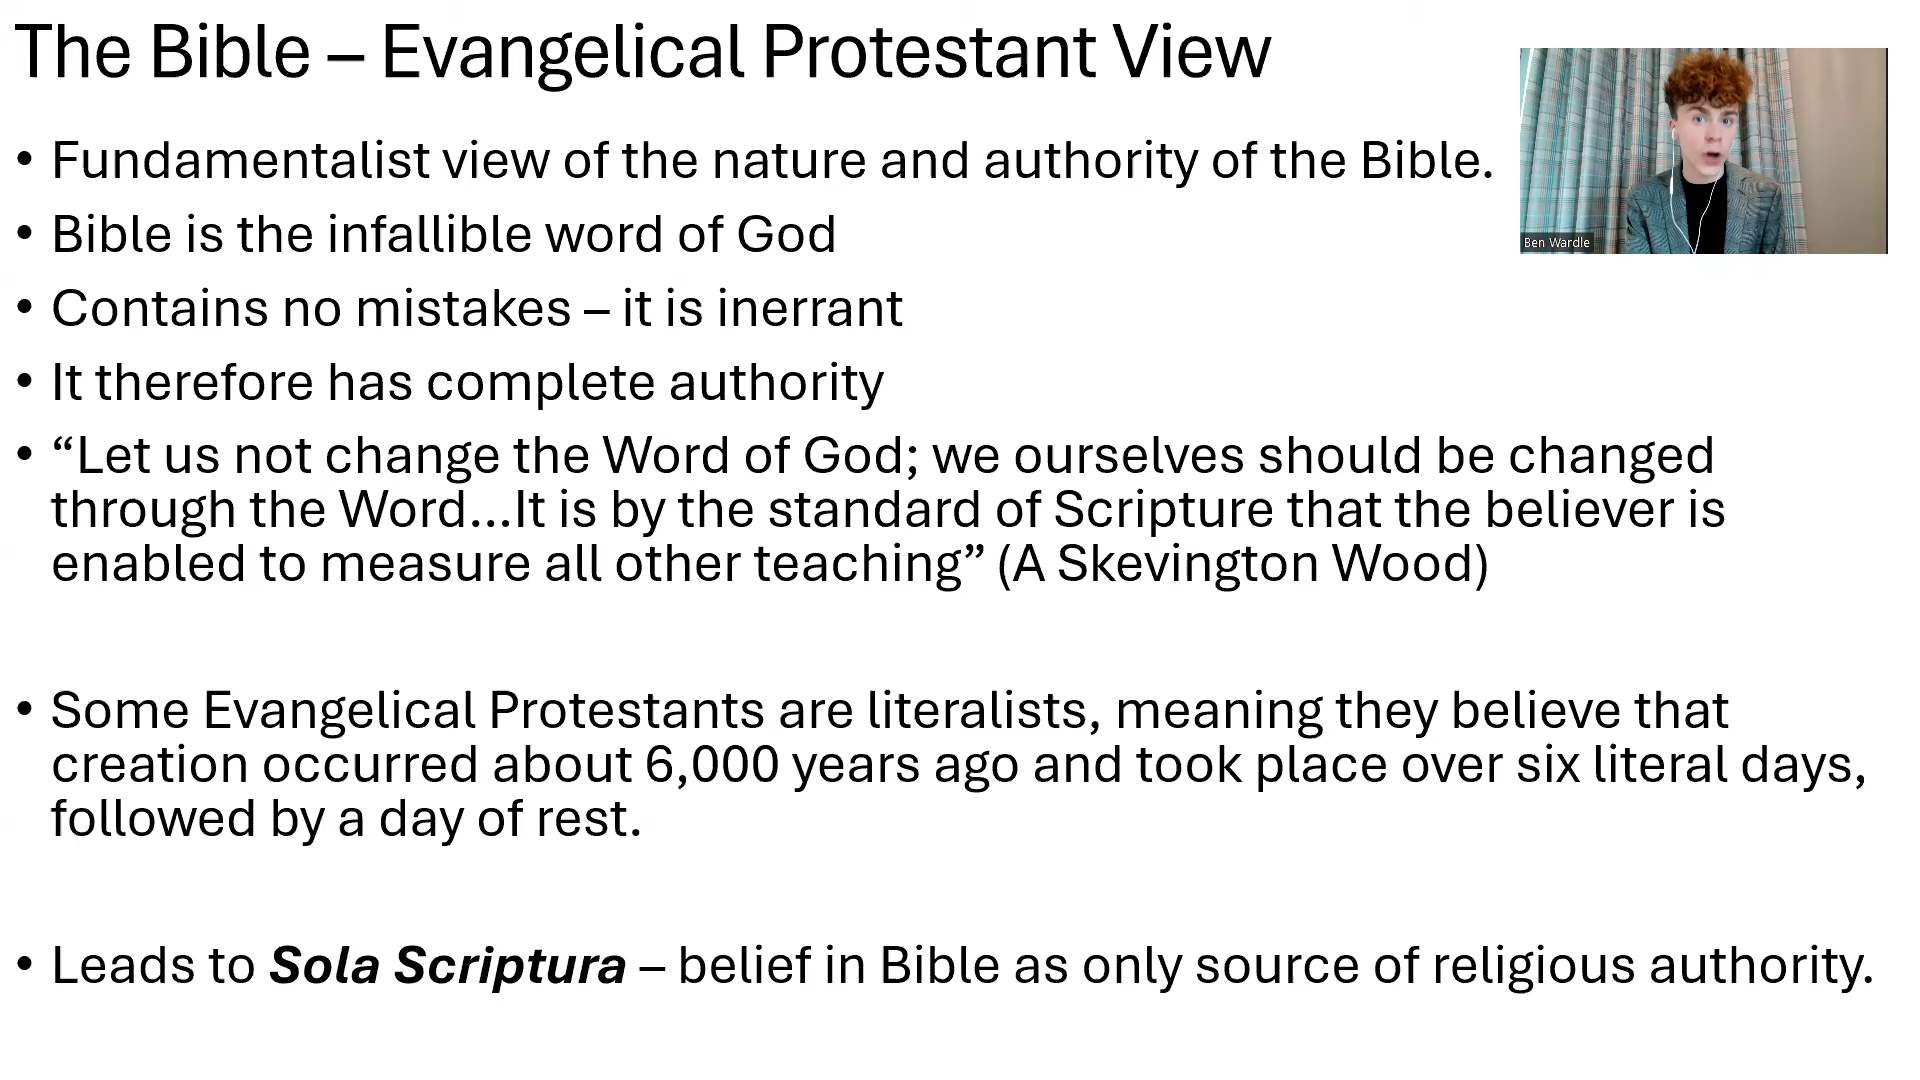 The Bible – Evangelical Protestant View
• Fundamentalist view of the nature and authority of the Bible.
Ben Wardle
• Bible is the infallible word of God
• Contains no mistakes – it is inerrant
• It therefore has complete authority
• “Let us not change the Word of God; we ourselves should be changed
through the Word...It is by the standard of Scripture that the believer is
enabled to measure all other teaching” (A Skevington Wood)
• Some Evangelical Protestants are literalists, meaning they believe that
creation occurred about 6,000 years ago and took place over six literal days,
followed by a day of rest.
• Leads to Sola Scriptura – belief in Bible as only source of religious authority.